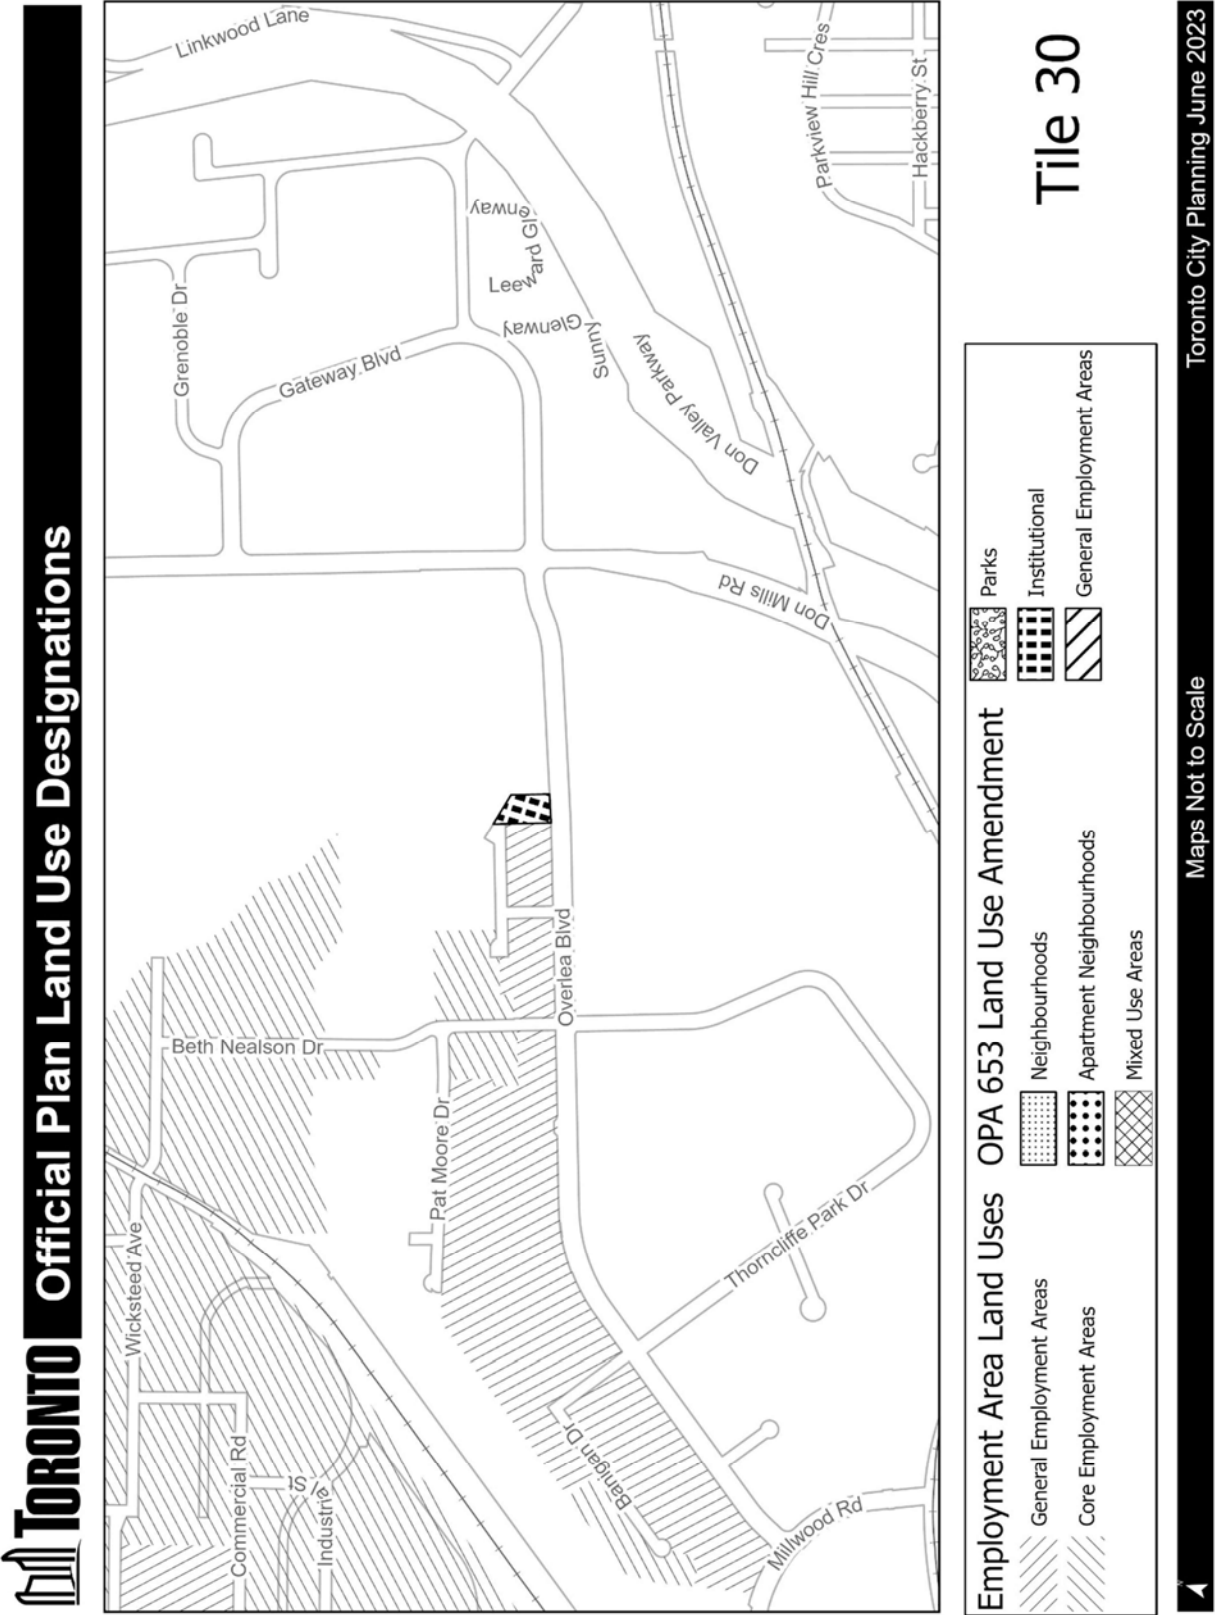 TORONTO Official Plan Land Use Designations
Linkwood Lane
Grenoble Dr
Gateway Blvd
Leeward Glenway
Sunny Glenway
Don Valley Parkway
Parkview Hill Cres
Hackberry St
Don Mills Rd
Overlea Blvd
Beth Nealson Dr
Pat Moore Dr
Wicksteed Ave
Commercial Rd
Industrial St
Banigan Dr
Thorncliffe Park Dr
Millwood Rd
Tile 30
Employment Area Land Uses
General Employment Areas
Core Employment Areas
OPA 653 Land Use Amendment
Neighbourhoods
Apartment Neighbourhoods
Mixed Use Areas
Parks
Institutional
General Employment Areas
N
Maps Not to Scale
Toronto City Planning June 2023